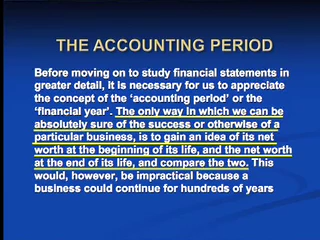 THE ACCOUNTING PERIOD
Before moving on to study financial statements in
greater detail, it is necessary for us to appreciate
the concept of the ‘accounting period’ or the
‘financial year’. The only way in which we can be
absolutely sure of the success or otherwise of a
particular business, is to gain an idea of its net
worth at the beginning of its life, and the net worth
at the end of its life, and compare the two. This
would, however, be impractical because a
business could continue for hundreds of years